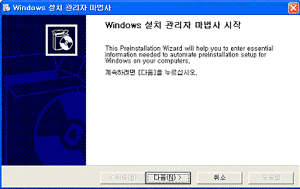 Windows 설치 관리자 마법사
Windows 설치 관리자 마법사 시작
This Preinstallation Wizard will help you to enter essential
information needed to automate preinstallation setup for
Windows on your computers,
계속하려면 [다음]을 누르십시오.
< 뒤로(B)
다음(N) >
취소
도움말